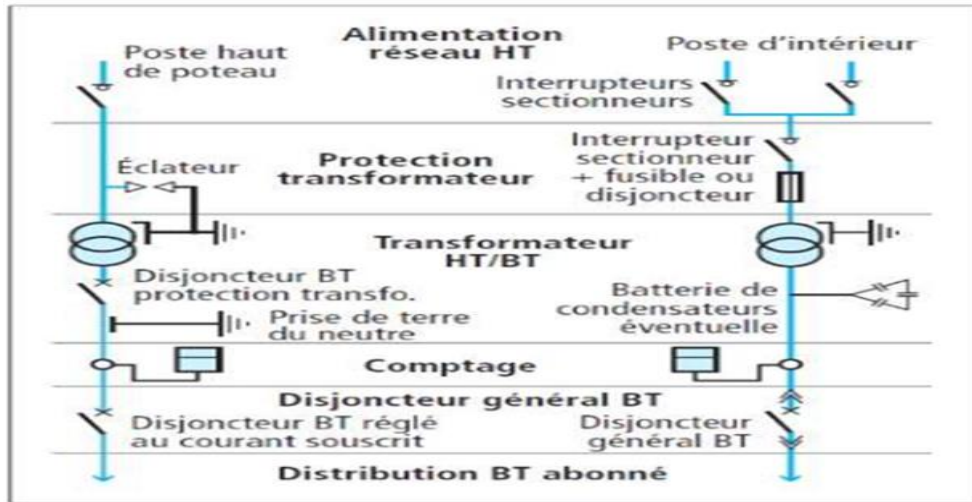 Alimentation
réseau HT
Poste haut
de poteau
Poste d'intérieur
Interrupteurs
sectionneurs
Éclateur
Protection
transformateur
Interrupteur
sectionneur
+ fusible ou
disjoncteur
Transformateur
HT/BT
Disjoncteur BT
protection transfo.
Prise de terre
du neutre
Batterie de
condensateurs
éventuelle
Comptage
Disjoncteur général BT
Disjoncteur BT réglé
au courant souscrit
Disjoncteur
général BT
Distribution BT abonné